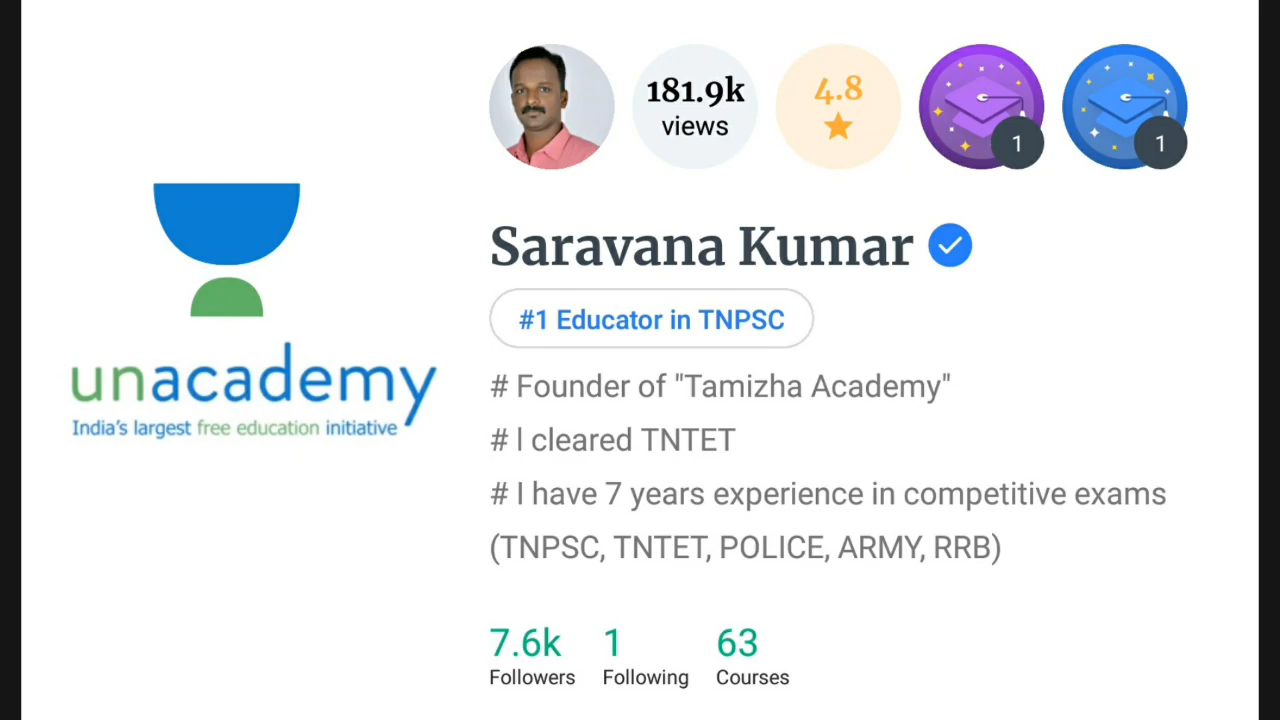 181.9k
views
4.8
1
1
unacademy
India's largest free education initiative
Saravana Kumar
#1 Educator in TNPSC
# Founder of "Tamizha Academy"
# I cleared TNTET
# I have 7 years experience in competitive exams
(TNPSC, TNTET, POLICE, ARMY, RRB)
7.6k 1 63
Followers Following Courses